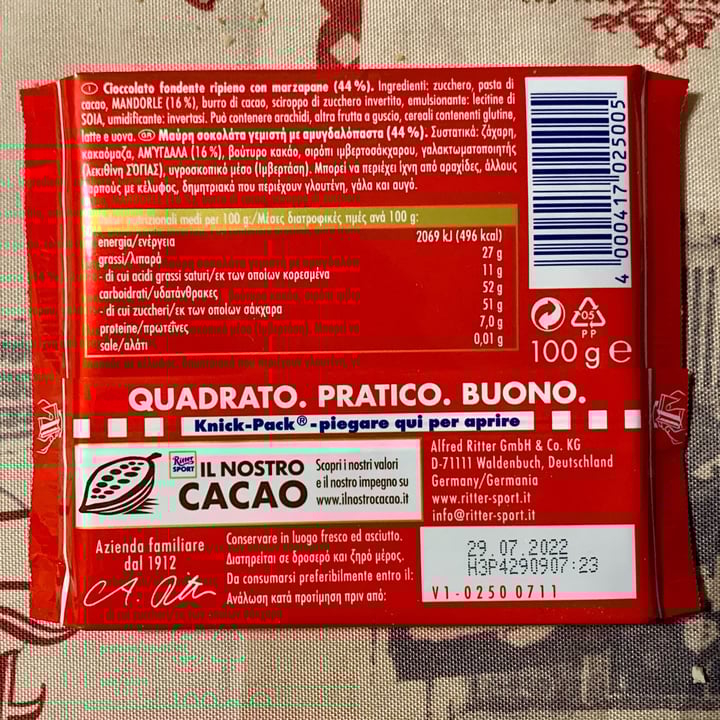 I Cioccolato fondente ripieno con marzapane (44 %). Ingredienti: zucchero, pasta di
cacao, MANDORLE (16 %), burro di cacao, sciroppo di zucchero invertito, emulsionante: lecitine di
SOIA, umidificante: invertasi. Può contenere arachidi, altra frutta a guscio, cereali contenenti glutine,
latte e uova. GR Μαύρη σοκολάτα γεμιστή με αμυγδαλόπαστα (44 %). Συστατικά: ζάχαρη,
κακαόμαζα, ΑΜΎΓΔΑΛΑ (16 %), βούτυρο κακάο, σιρόπι ιμβερτοσάκχαρου, γαλακτωματοποιητής
(λεκιθίνη ΣΌΓΙΑΣ), υγροσκοπικό μέσο (ιμβερτάση). Μπορεί να περιέχει ίχνη από αραχίδες, άλλους
καρπούς με κέλυφος, δημητριακά που περιέχουν γλουτένη, γάλα και αυγό.
nutrizionali medi per 100 g:/Μέσες διατροφικές τιμές ανά 100 g:
energia/ενέργεια 2069 kJ (496 kcal)
grassi/λιπαρά 27 g
- di cui acidi grassi saturi/εκ των οποίων κορεσμένα 11 g
carboidrati/υδατάνθρακες 52 g
- di cui zuccheri/εκ των οποίων σάκχαρα 51 g
proteine/πρωτεΐνες 7,0 g
sale/αλάτι 0,01 g
4 000417 025005
05
PP
100 g e
QUADRATO. PRATICO. BUONO.
Knick-Pack® - piegare qui per aprire
Ritter SPORT
IL NOSTRO
CACAO
Scopri i nostri valori
e il nostro impegno su
www.ilnostrocacao.it
Alfred Ritter GmbH & Co. KG
D-71111 Waldenbuch, Deutschland
Germany/Germania
www.ritter-sport.it
info@ritter-sport.it
Azienda familiare
dal 1912
A. Ritter
Conservare in luogo fresco ed asciutto.
Διατηρείται σε δροσερό και ξηρό μέρος.
Da consumarsi preferibilmente entro il:
Ανάλωση κατά προτίμηση πριν από:
29.07.2022
H3P4290907:23
V1-0250 0711